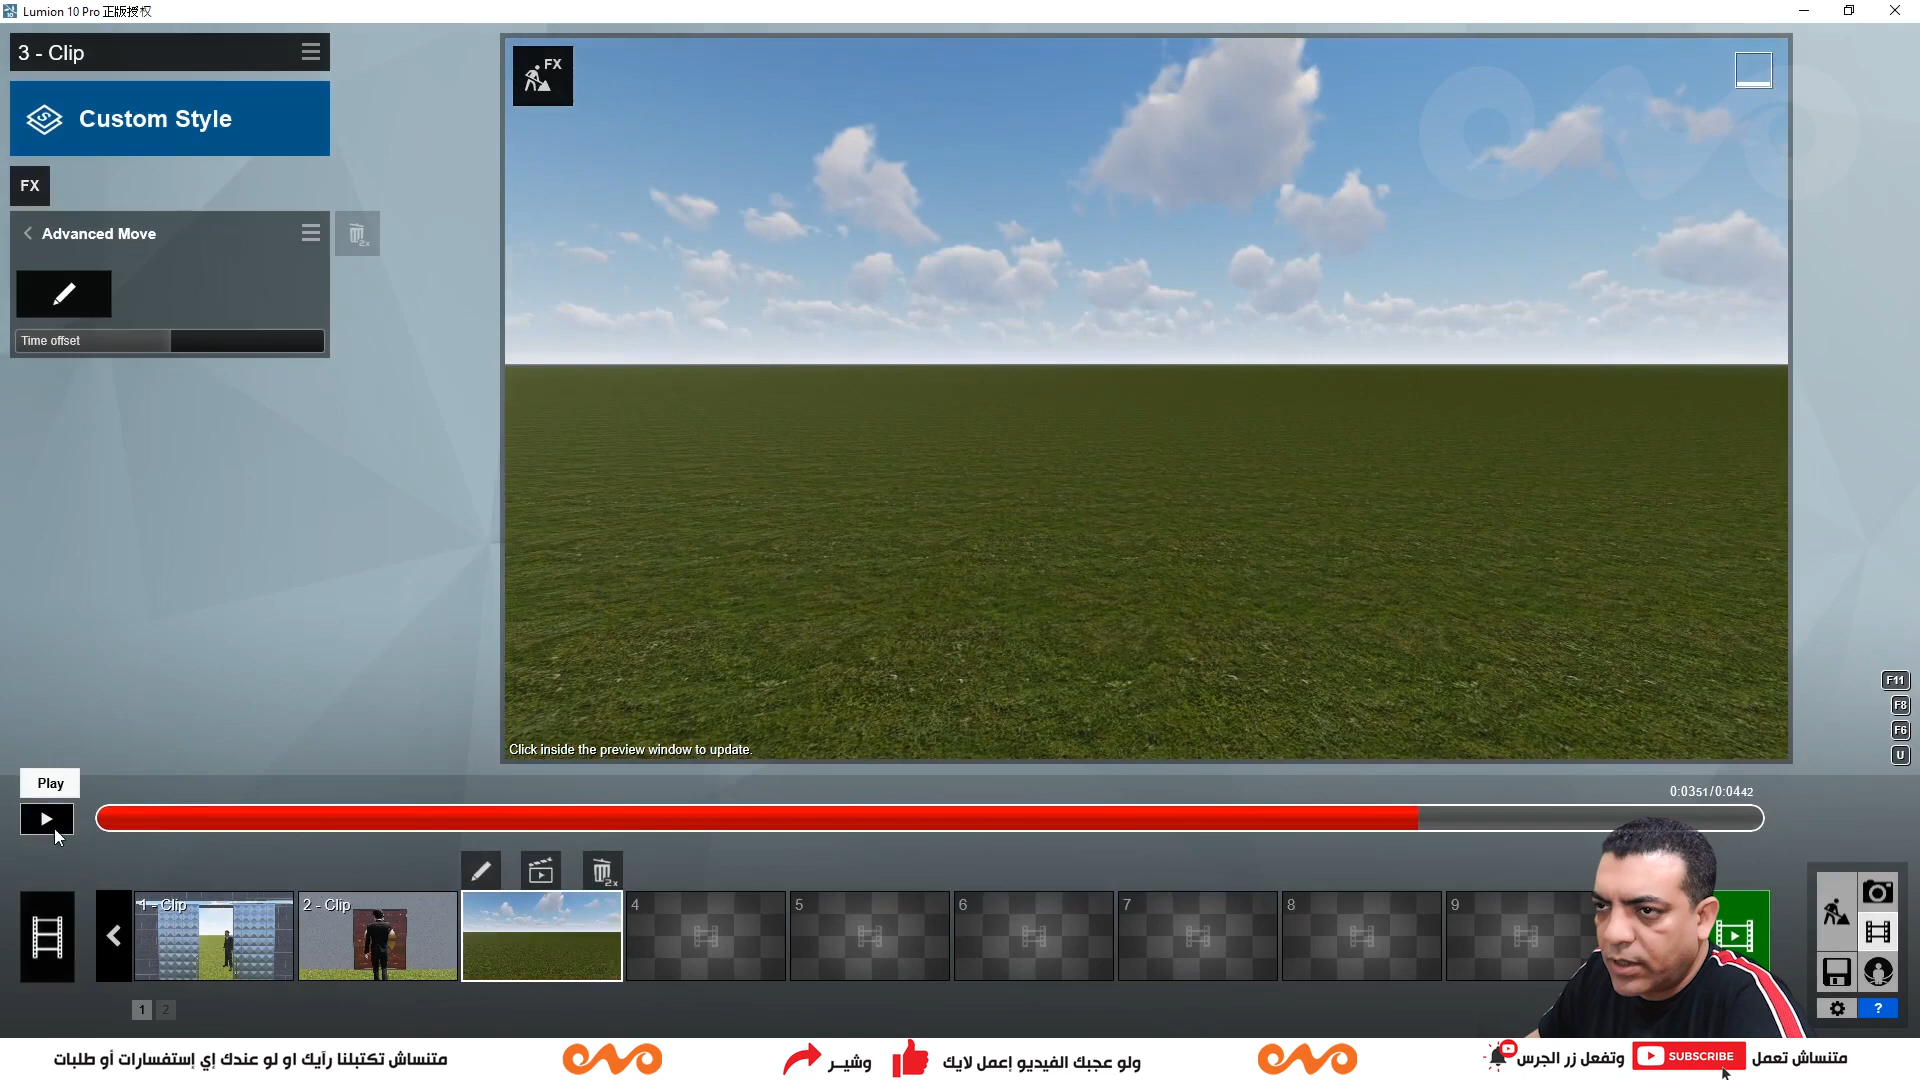 Lumion 10 Pro 正版授权
3 - Clip
Custom Style
FX
Advanced Move
2x
Time offset
FX
Click inside the preview window to update.
F11
F8
F6
U
Play
0:0351/0:0442
2x
1 - Clip
2 - Clip
4
5
6
7
8
9
1
2
?
متنساش تكتبلنا رأيك او لو عندك إي إستفسارات أو طلبات
ولو عجبك الفيديو إعمل لايك
وشير
متنساش تعمل
SUBSCRIBE
وتفعل زر الجرس